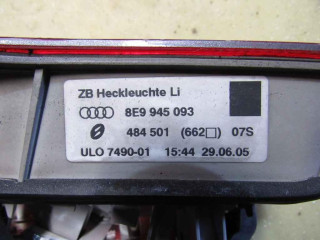 ZB Heckleuchte Li
8E9 945 093
484 501 (662□) 07S
ULO 7490-01 15:44 29.06.05